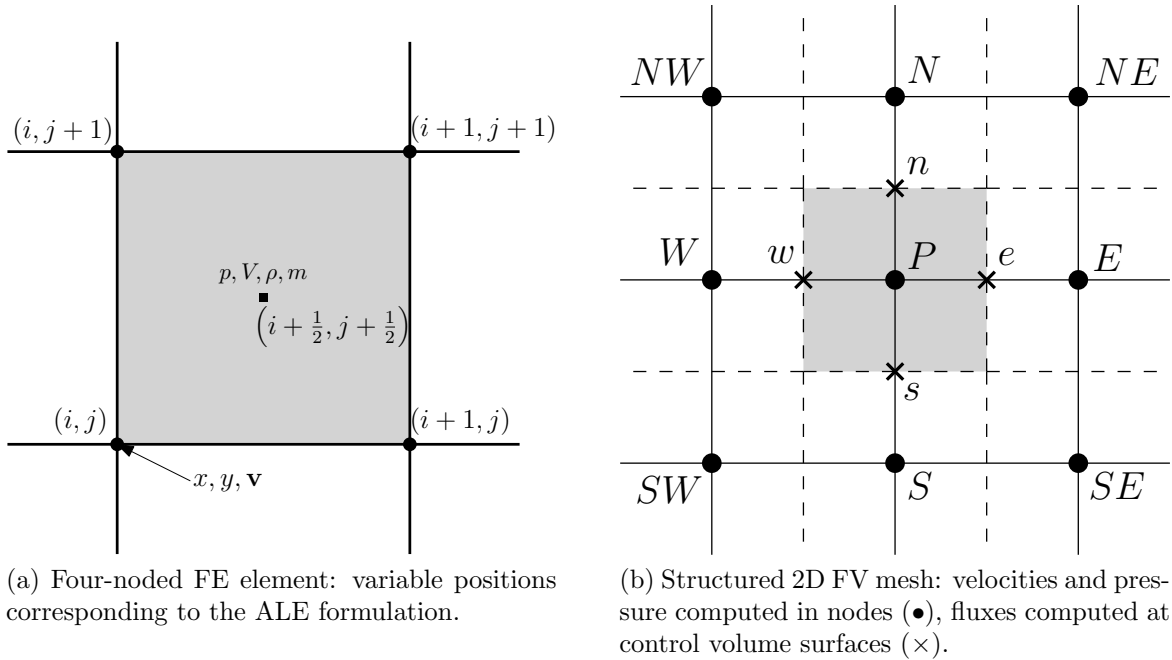 (i, j + 1)
(i + 1, j + 1)
p, V, ρ, m
(i + 1/2, j + 1/2)
(i, j)
(i + 1, j)
x, y, v
(a) Four-noded FE element: variable positions
corresponding to the ALE formulation.
NW
N
NE
n
W
w
P
e
E
s
SW
S
SE
(b) Structured 2D FV mesh: velocities and pres-
sure computed in nodes (●), fluxes computed at
control volume surfaces (×).